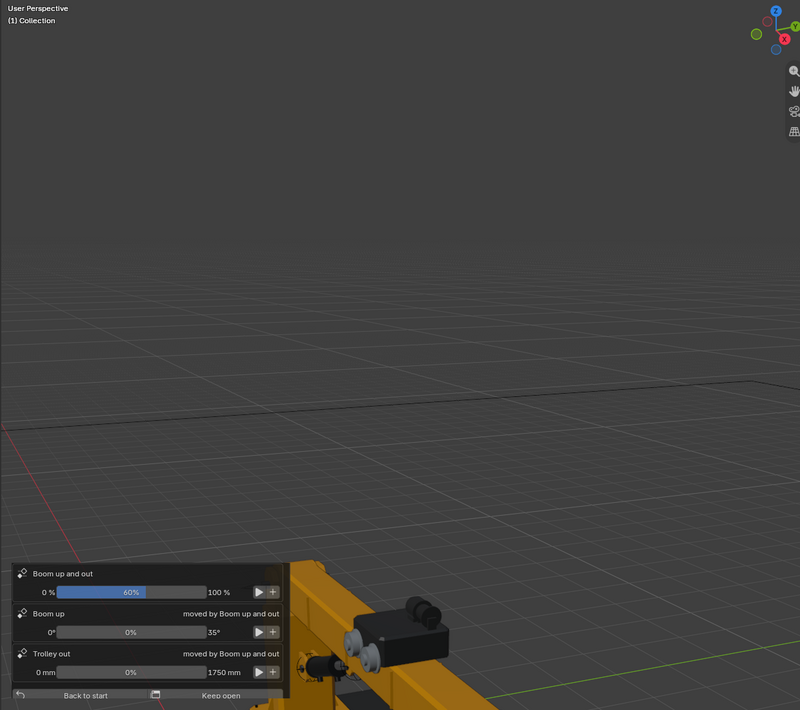 User Perspective
(1) Collection
Z
Y
X
Boom up and out
0 % 60% 100 %
Boom up moved by Boom up and out
0° 0% 35°
Trolley out moved by Boom up and out
0 mm 0% 1750 mm
Back to start Keep open